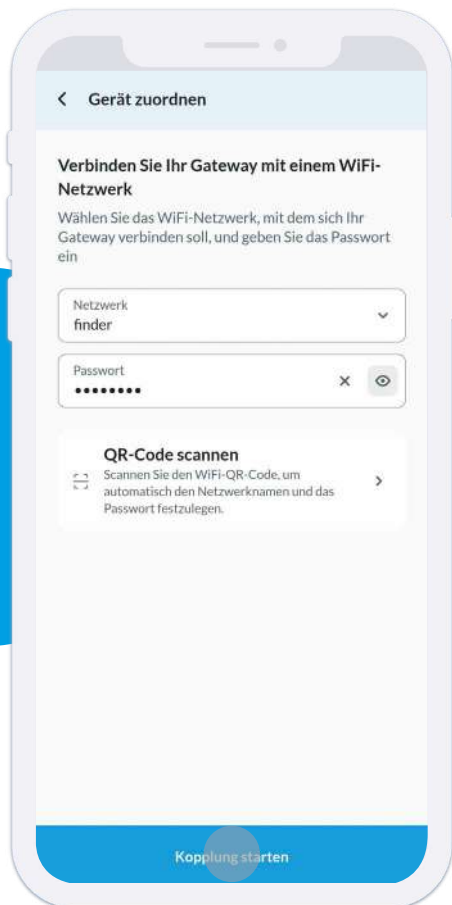 Gerät zuordnen
Verbinden Sie Ihr Gateway mit einem WiFi-
Netzwerk
Wählen Sie das WiFi-Netzwerk, mit dem sich Ihr
Gateway verbinden soll, und geben Sie das Passwort
ein
Netzwerk
finder
Passwort
••••••••
QR-Code scannen
Scannen Sie den WiFi-QR-Code, um
automatisch den Netzwerknamen und das
Passwort festzulegen.
Kopplung starten